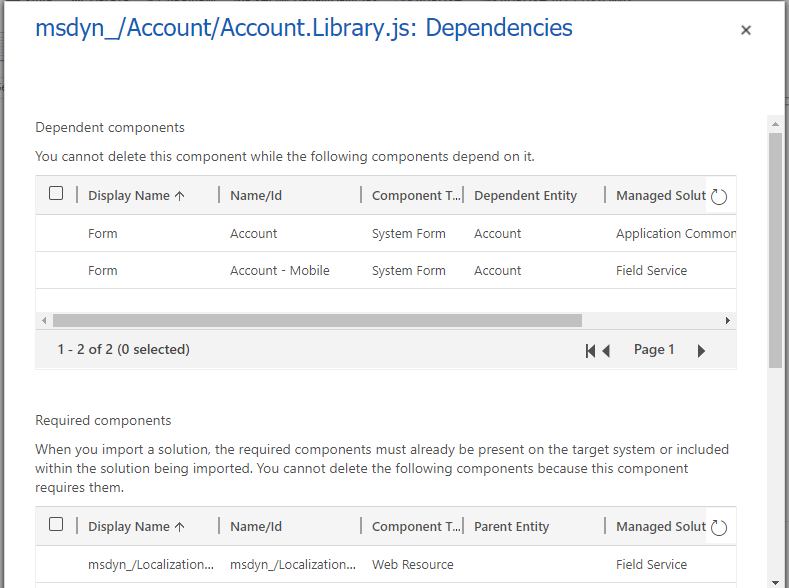 msdyn_/Account/Account.Library.js: Dependencies
Dependent components
You cannot delete this component while the following components depend on it.
Display Name Name/Id Component T... Dependent Entity Managed Solut
Form Account System Form Account Application Common
Form Account - Mobile System Form Account Field Service
1 - 2 of 2 (0 selected) Page 1
Required components
When you import a solution, the required components must already be present on the target system or included
within the solution being imported. You cannot delete the following components because this component
requires them.
Display Name Name/Id Component T... Parent Entity Managed Solut
msdyn_/Localization... msdyn_/Localization... Web Resource Field Service